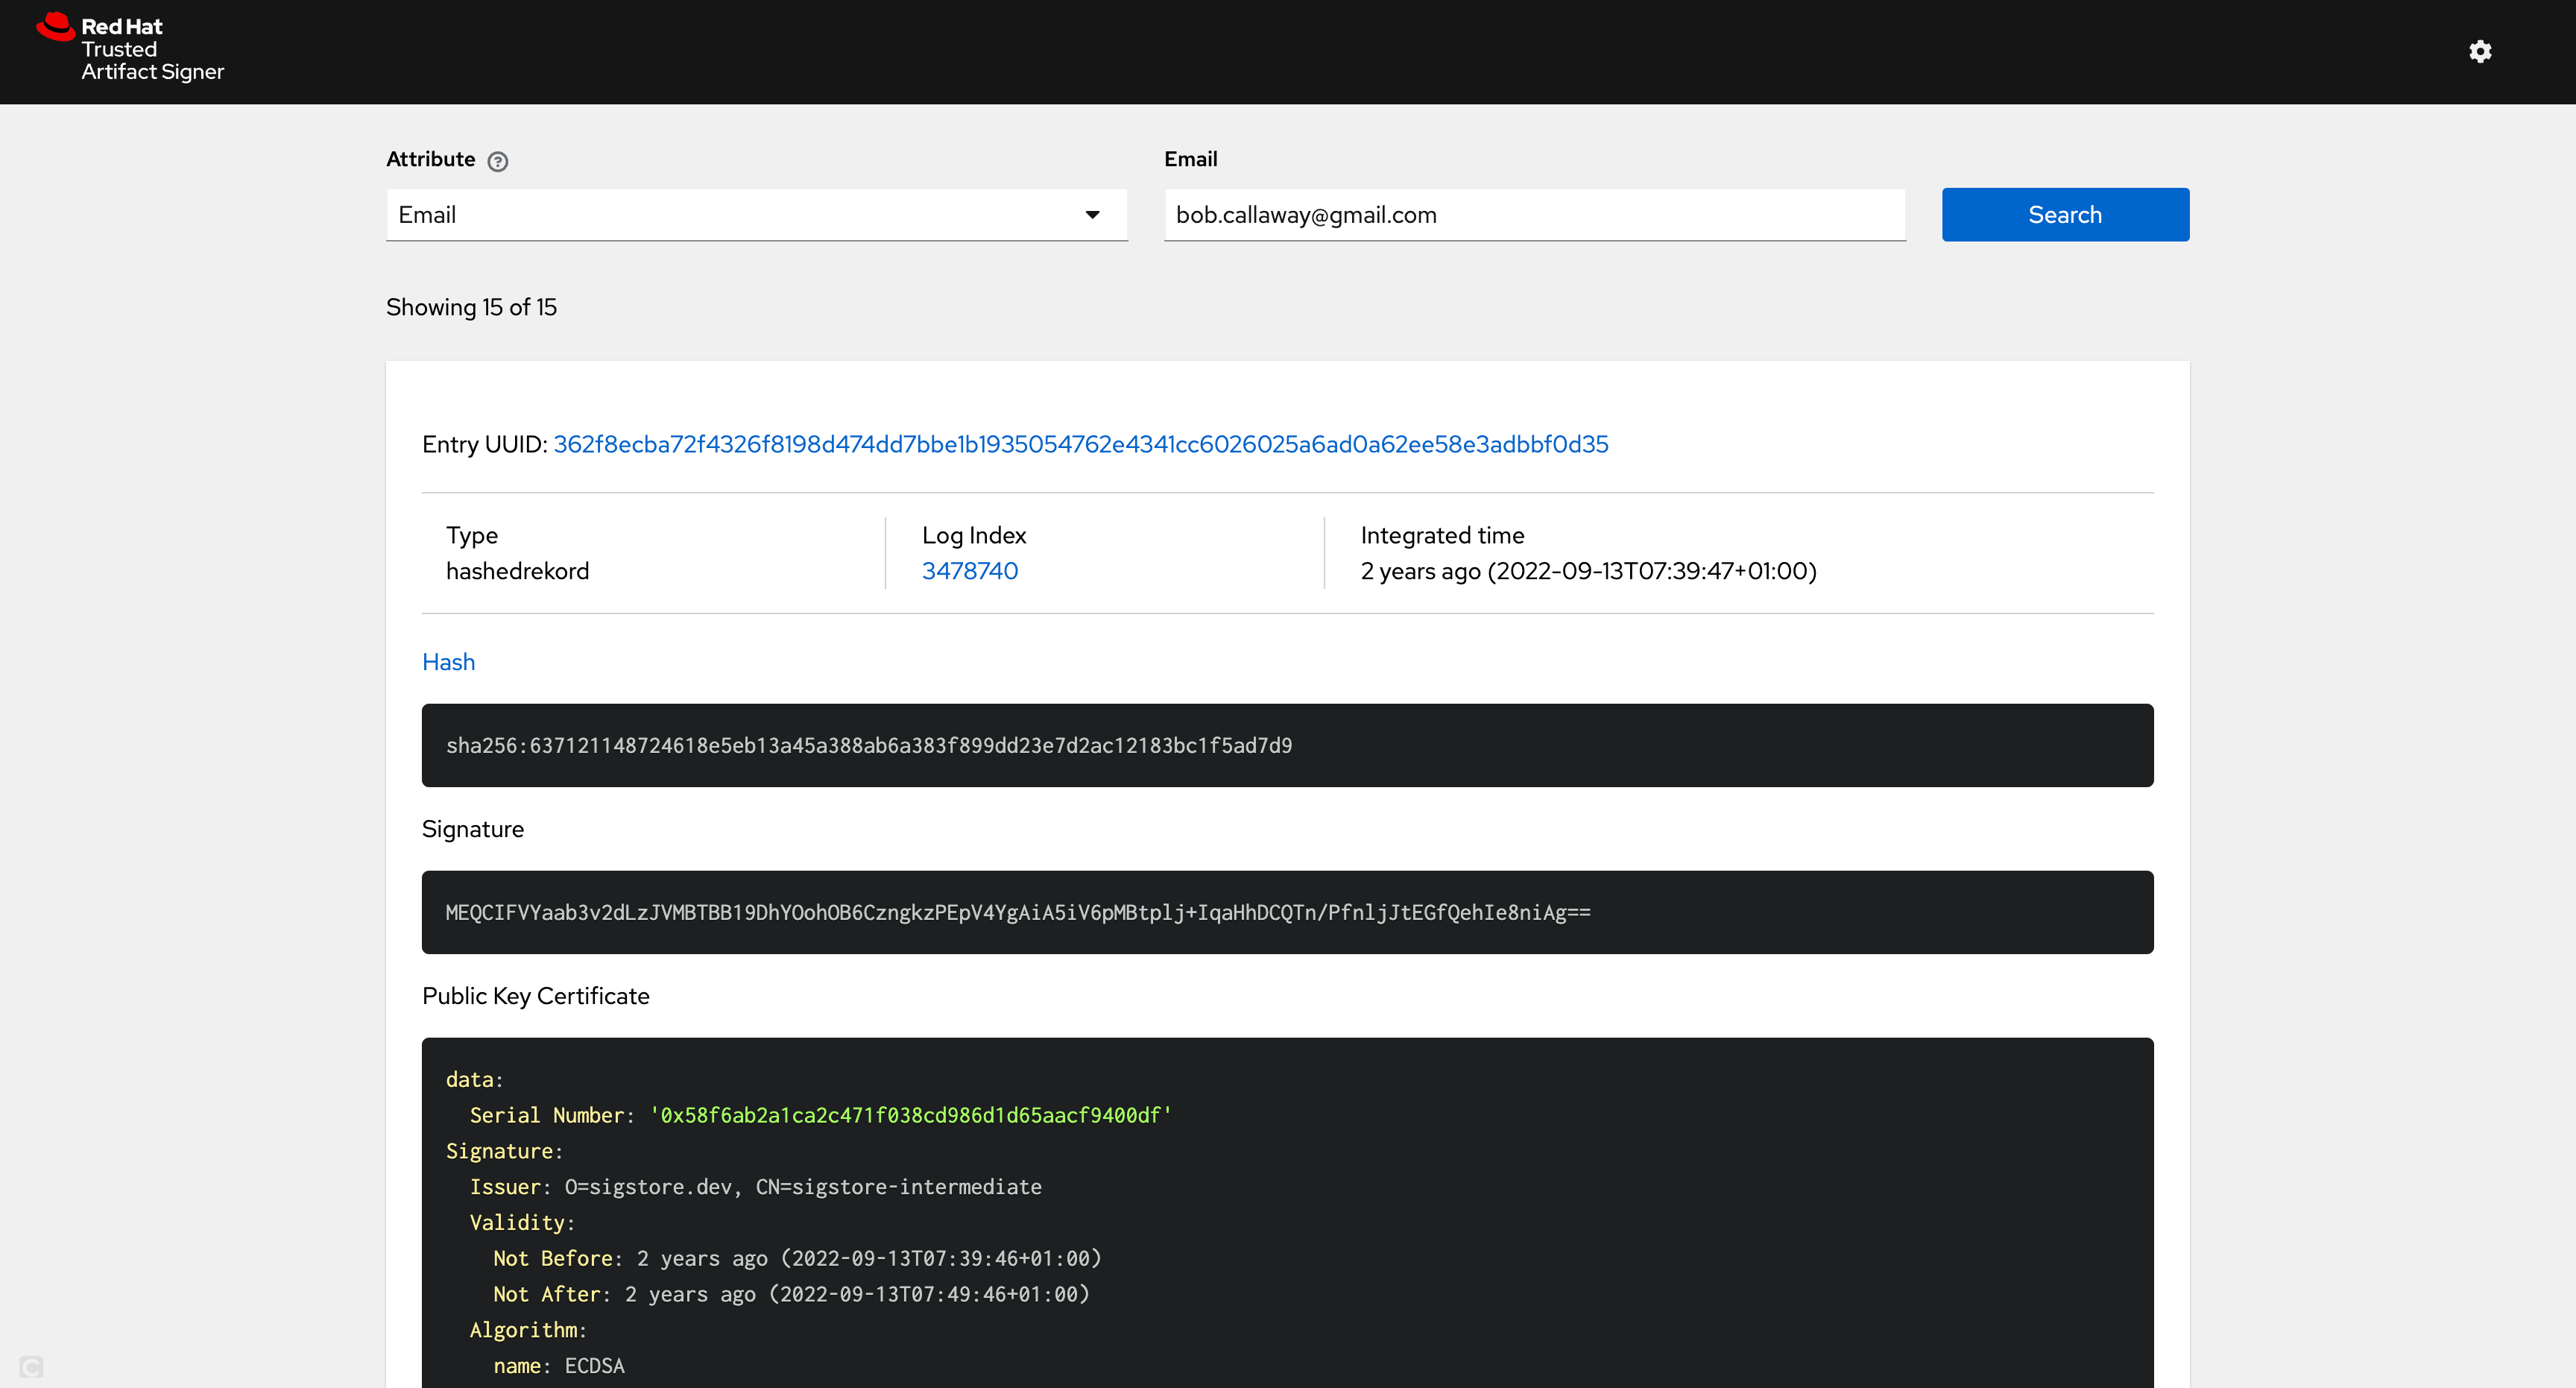 Red Hat
Trusted
Artifact Signer
Attribute
Email
Email
bob.callaway@gmail.com
Search
Showing 15 of 15
Entry UUID: 362f8ecba72f4326f8198d474dd7bbe1b1935054762e4341cc6026025a6ad0a62ee58e3adbbf0d35
Type
hashedrekord
Log Index
3478740
Integrated time
2 years ago (2022-09-13T07:39:47+01:00)
Hash
sha256:637121148724618e5eb13a45a388ab6a383f899dd23e7d2ac12183bc1f5ad7d9
Signature
MEQCIFVYaab3v2dLzJVMBTBB19DhYOohOB6CzngkzPEpV4YgAiA5iV6pMBtplj+IqaHhDCQTn/PfnljJtEGfQehIe8niAg==
Public Key Certificate
data:
Serial Number: '0x58f6ab2a1ca2c471f038cd986d1d65aacf9400df'
Signature:
Issuer: O=sigstore.dev, CN=sigstore-intermediate
Validity:
Not Before: 2 years ago (2022-09-13T07:39:46+01:00)
Not After: 2 years ago (2022-09-13T07:49:46+01:00)
Algorithm:
name: ECDSA